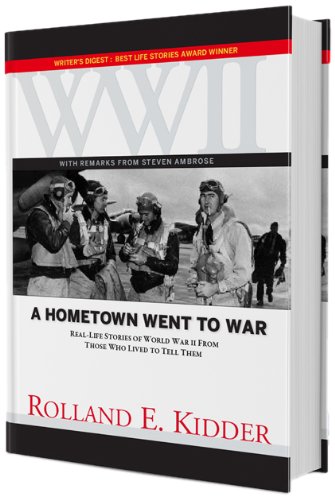 WRITER'S DIGEST: BEST LIFE STORIES AWARD WINNER
WWII
WITH REMARKS FROM STEVEN AMBROSE
A HOMETOWN WENT TO WAR
REAL-LIFE STORIES OF WORLD WAR II FROM
THOSE WHO LIVED TO TELL THEM
ROLLAND E. KIDDER